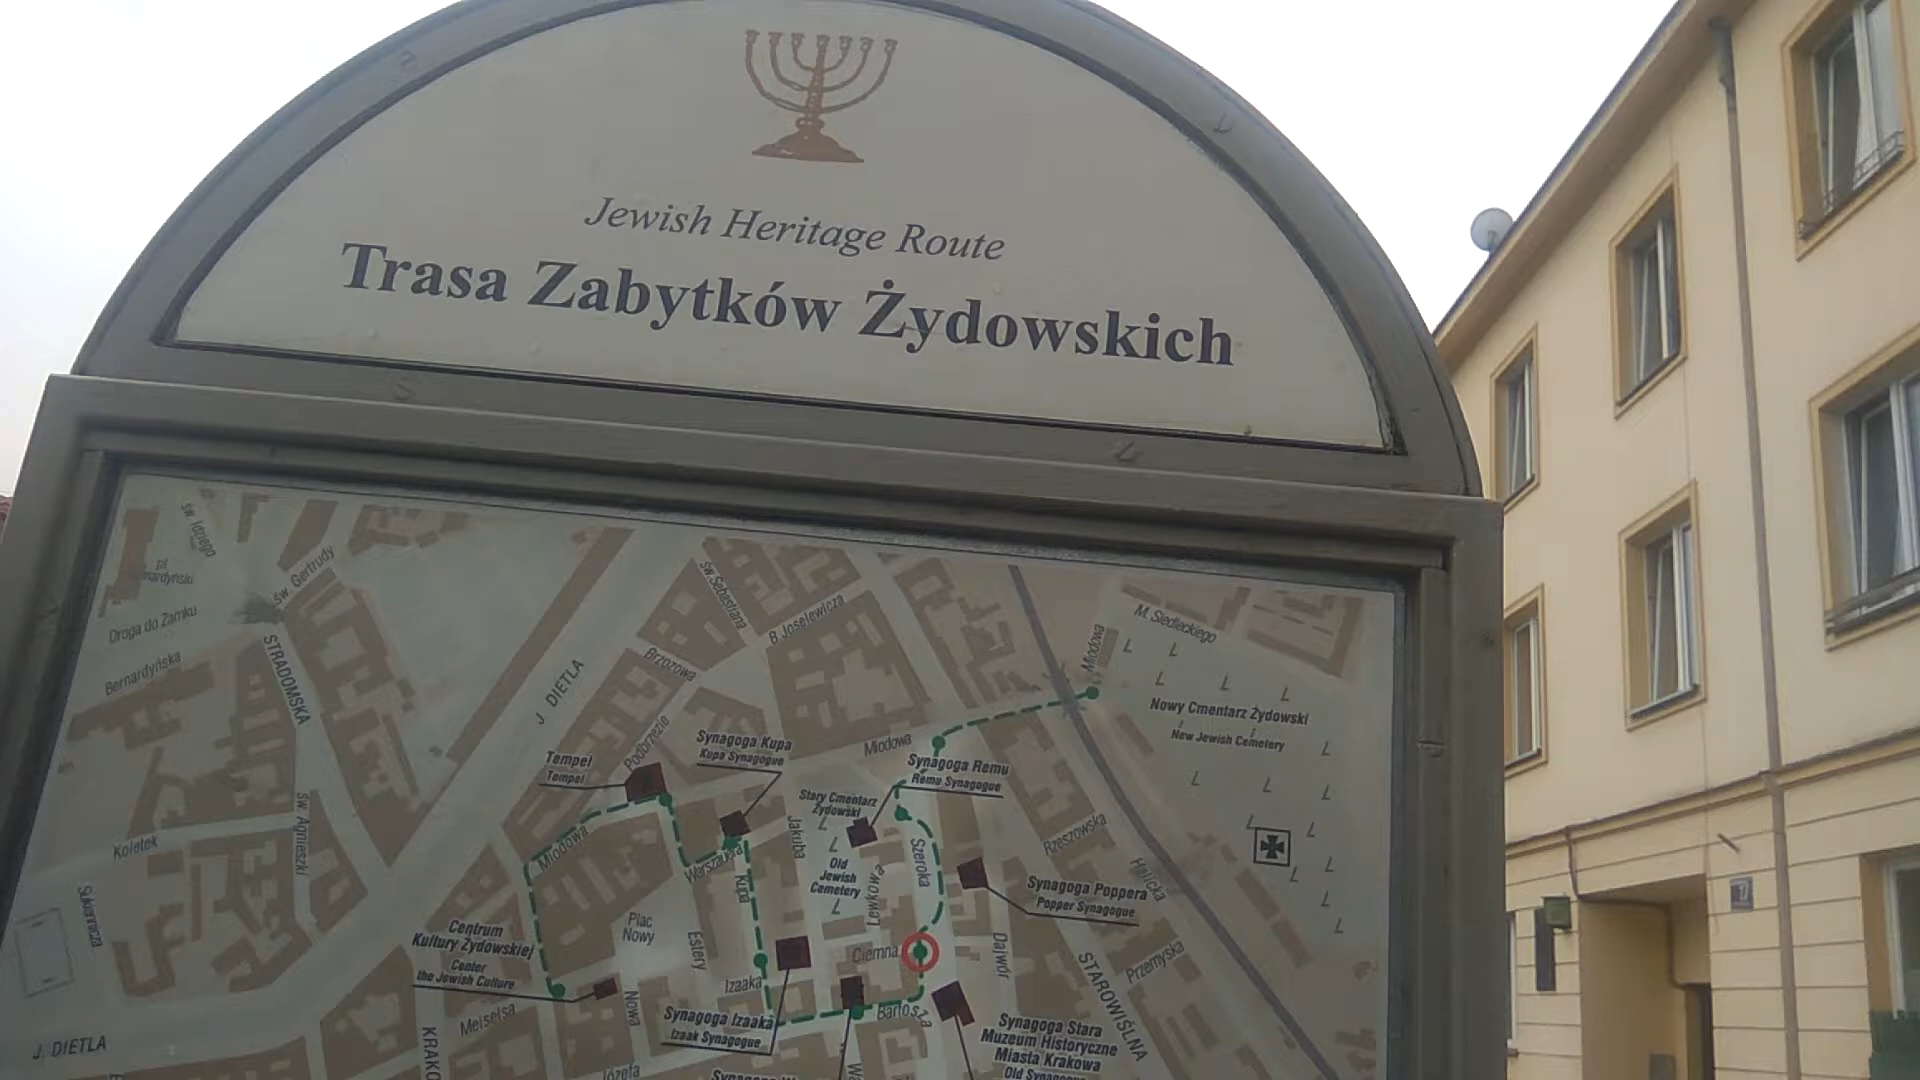 Jewish Heritage Route
Trasa Zabytków Żydowskich
św. Idziego
pl.
św. Gertrudy
Droga do Zamku
Bernardyńska
STRADOMSKA
J. DIETLA
św. Sebastiana
B. Joselewicza
Brzozowa
Podbrzezie
Miodowa
M. Siedleckiego
Nowy Cmentarz Żydowski
New Jewish Cemetery
Miodowa
Synagoga Kupa
Kupa Synagogue
Tempel
Tempel
Synagoga Remu
Remu Synagogue
Stary Cmentarz
Żydowski
Old
Jewish
Cemetery
Jakuba
Szeroka
Lewkowa
Rzeszowska
Halicka
Synagoga Poppera
Popper Synagogue
Koletek
św. Agnieszki
Sukiennicza
Miodowa
Warszauera
Kupa
Plac
Nowy
Estery
Centrum
Kultury Żydowskiej
Center
the Jewish Culture
Ciemna
Dajwór
STAROWIŚLNA
Przemyska
Izaaka
Nowa
Meiselsa
Synagoga Izaaka
Izaak Synagogue
Bartosza
Synagoga Stara
Muzeum Historyczne
Miasta Krakowa
J. DIETLA
Józefa
17